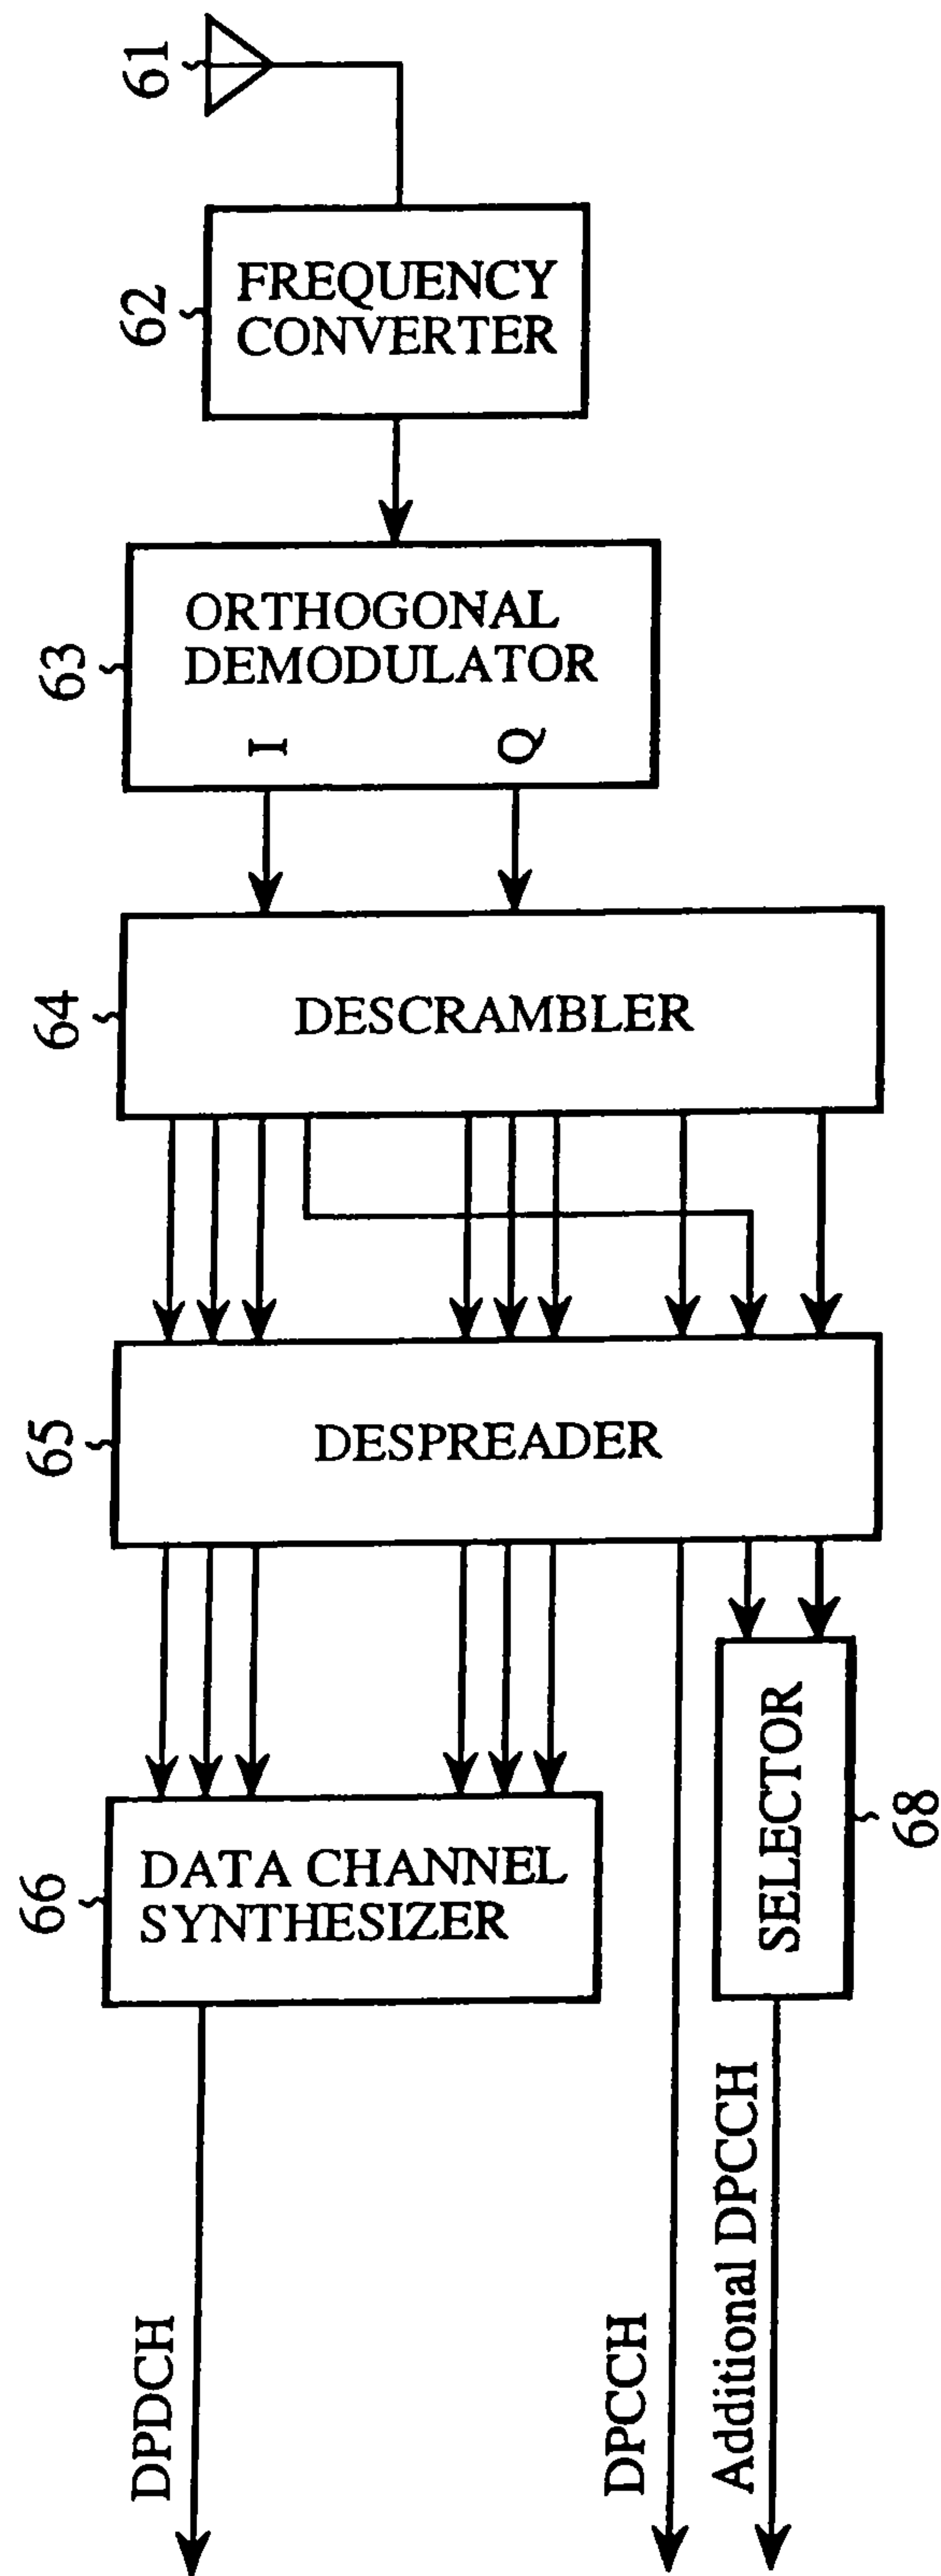 61
62
FREQUENCY
CONVERTER
63
ORTHOGONAL
DEMODULATOR
I
Q
64
DESCRAMBLER
65
DESPREADER
66
DATA CHANNEL
SYNTHESIZER
SELECTOR
68
DPDCH
DPCCH
Additional DPCCH